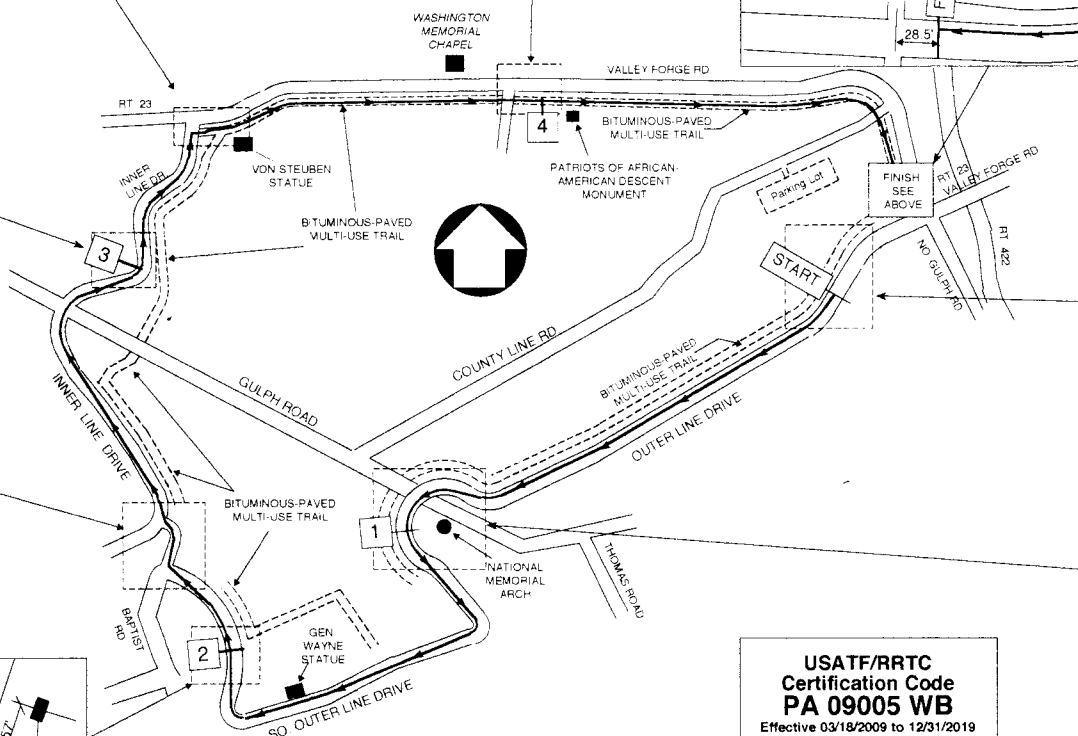 WASHINGTON
MEMORIAL
CHAPEL
28.5'
VALLEY FORGE RD
RT 23
4
BITUMINOUS-PAVED
MULTI-USE TRAIL
VON STEUBEN
STATUE
PATRIOTS OF AFRICAN-
AMERICAN DESCENT
MONUMENT
Parking Lot
FINISH
SEE
ABOVE
RT 23
VALLEY FORGE RD
INNER
LINE DR
BITUMINOUS-PAVED
MULTI-USE TRAIL
3
START
NO. GULPH RD
RT 422
COUNTY LINE RD
BITUMINOUS-PAVED
MULTI-USE TRAIL
GULPH ROAD
INNER LINE DRIVE
OUTER LINE DRIVE
BITUMINOUS-PAVED
MULTI-USE TRAIL
1
NATIONAL
MEMORIAL
ARCH
THOMAS ROAD
BAPTIST
RD
2
GEN
WAYNE
STATUE
SO. OUTER LINE DRIVE
USATF/RRTC
Certification Code
PA 09005 WB
Effective 03/18/2009 to 12/31/2019